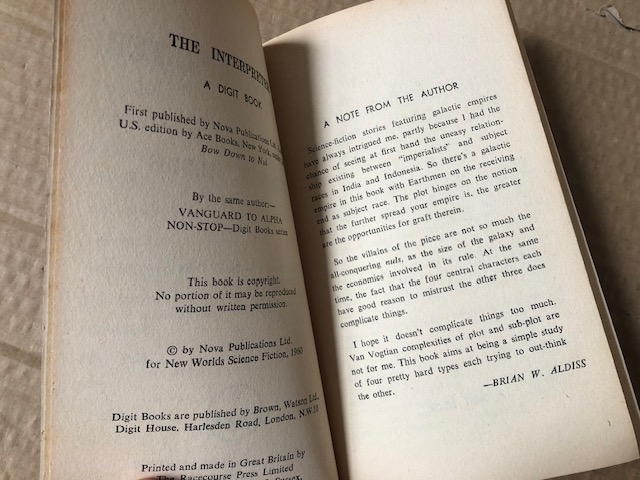 THE INTERPRETER
A DIGIT BOOK
First published by Nova Publications Ltd.
U.S. edition by Ace Books, New York,
Bow Down to Nul
By the same author:—
VANGUARD TO ALPHA
NON-STOP—Digit Books series
This book is copyright.
No portion of it may be reproduced
without written permission.
© by Nova Publications Ltd.
for New Worlds Science Fiction, 1960
Digit Books are published by Brown, Watson Ltd.,
Digit House, Harlesden Road, London, N.W.10
Printed and made in Great Britain by
The Racecourse Press Limited
Sussex.
A NOTE FROM THE AUTHOR
Science-fiction stories featuring galactic empires
have always intrigued me, partly because I had the
chance of seeing at first hand the uneasy relation-
ship existing between "imperialists" and subject
races in India and Indonesia. So there's a galactic
empire in this book with Earthmen on the receiving
end as subject race. The plot hinges on the notion
that the further spread your empire is, the greater
are the opportunities for graft therein.
So the villains of the piece are not so much the
all-conquering nuls, as the size of the galaxy and
the economics involved in its rule. At the same
time, the fact that the four central characters each
have good reason to mistrust the other three does
complicate things.
I hope it doesn't complicate things too much.
Van Vogtian complexities of plot and sub-plot are
not for me. This book aims at being a simple study
of four pretty hard types each trying to out-think
the other.
—BRIAN W. ALDISS